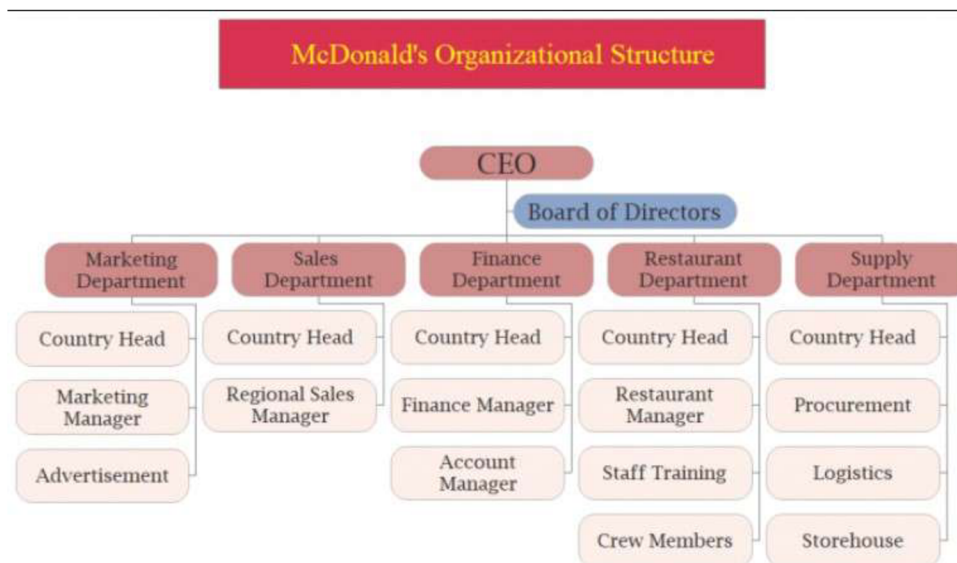 McDonald's Organizational Structure
CEO
Board of Directors
Marketing
Department
Country Head
Marketing
Manager
Advertisement
Sales
Department
Country Head
Regional Sales
Manager
Finance
Department
Country Head
Finance Manager
Account
Manager
Restaurant
Department
Country Head
Restaurant
Manager
Staff Training
Crew Members
Supply
Department
Country Head
Procurement
Logistics
Storehouse